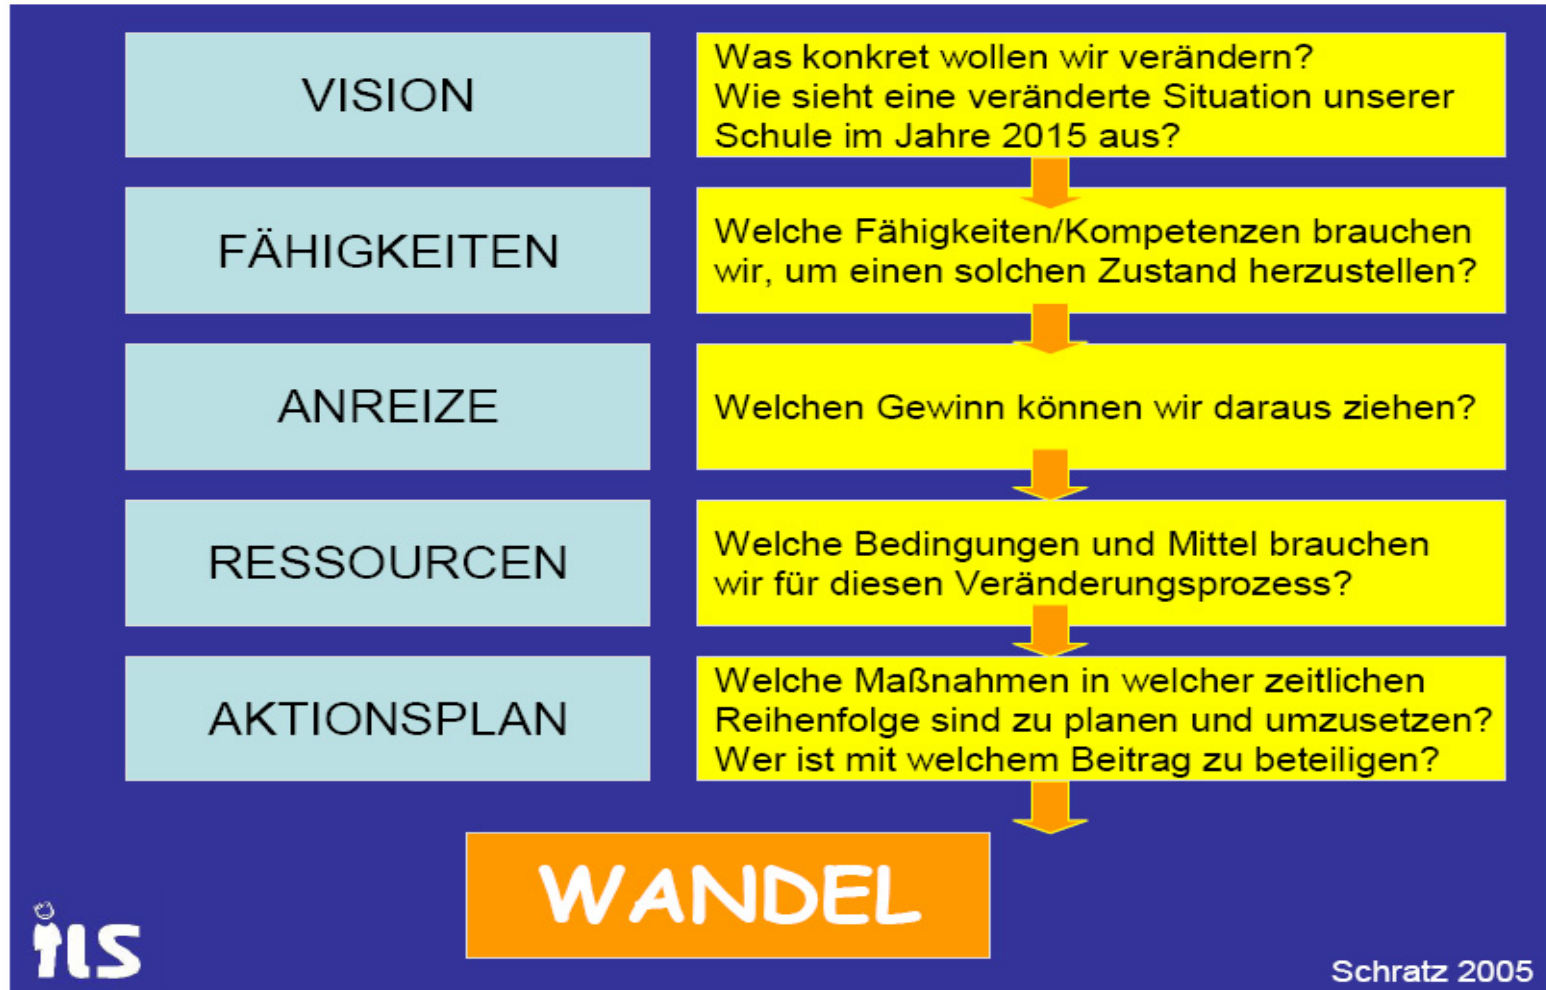 VISION
Was konkret wollen wir verändern?
Wie sieht eine veränderte Situation unserer
Schule im Jahre 2015 aus?
FÄHIGKEITEN
Welche Fähigkeiten/Kompetenzen brauchen
wir, um einen solchen Zustand herzustellen?
ANREIZE
Welchen Gewinn können wir daraus ziehen?
RESSOURCEN
Welche Bedingungen und Mittel brauchen
wir für diesen Veränderungsprozess?
AKTIONSPLAN
Welche Maßnahmen in welcher zeitlichen
Reihenfolge sind zu planen und umzusetzen?
Wer ist mit welchem Beitrag zu beteiligen?
WANDEL
ils
Schratz 2005